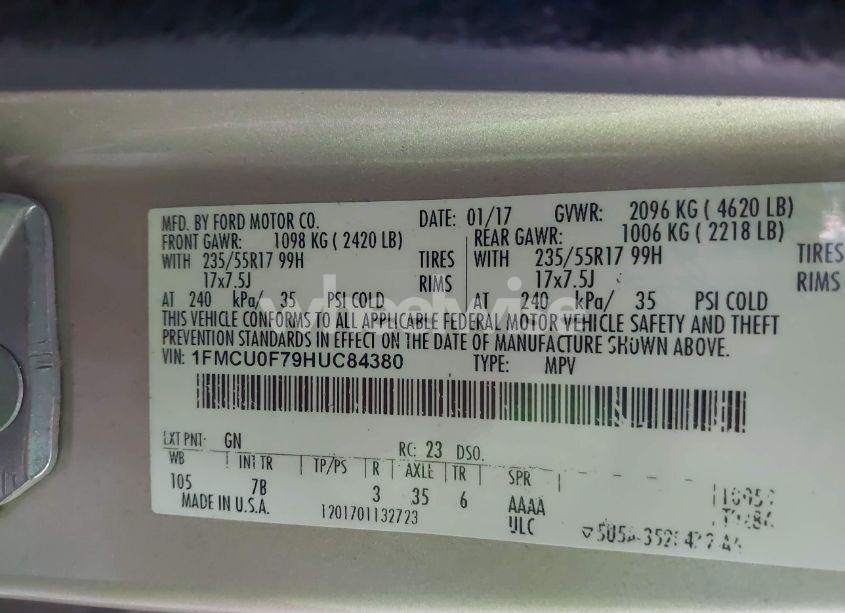 MFD. BY FORD MOTOR CO. DATE: 01/17 GVWR: 2096 KG ( 4620 LB)
FRONT GAWR: 1098 KG ( 2420 LB) REAR GAWR: 1006 KG ( 2218 LB)
WITH 235/55R17 99H TIRES WITH 235/55R17 99H TIRES
17x7.5J RIMS 17x7.5J RIMS
AT 240 kPa/ 35 PSI COLD AT 240 kPa/ 35 PSI COLD
THIS VEHICLE CONFORMS TO ALL APPLICABLE FEDERAL MOTOR VEHICLE SAFETY AND THEFT
PREVENTION STANDARDS IN EFFECT ON THE DATE OF MANUFACTURE SHOWN ABOVE.
VIN: 1FMCU0F79HUC84380 TYPE: MPV
EXT PNT: GN RC: 23 DSO:
WB INT TR TP/PS R AXLE TR SPR
105 7B 3 35 6 AAAA
MADE IN U.S.A. 1201701132723 ULC